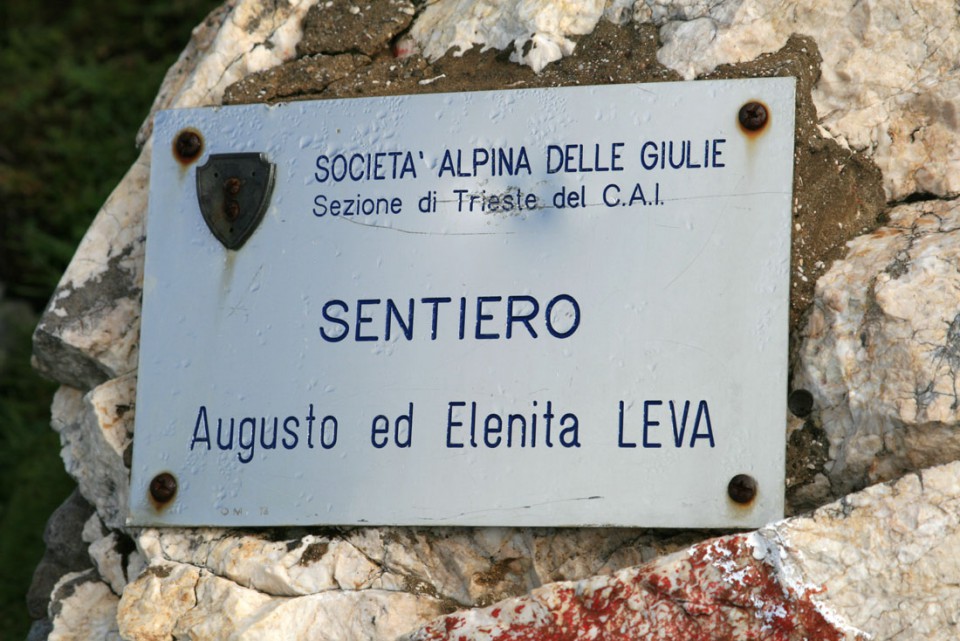 SOCIETA' ALPINA DELLE GIULIE
Sezione di Trieste del C.A.I.
SENTIERO
Augusto ed Elenita LEVA